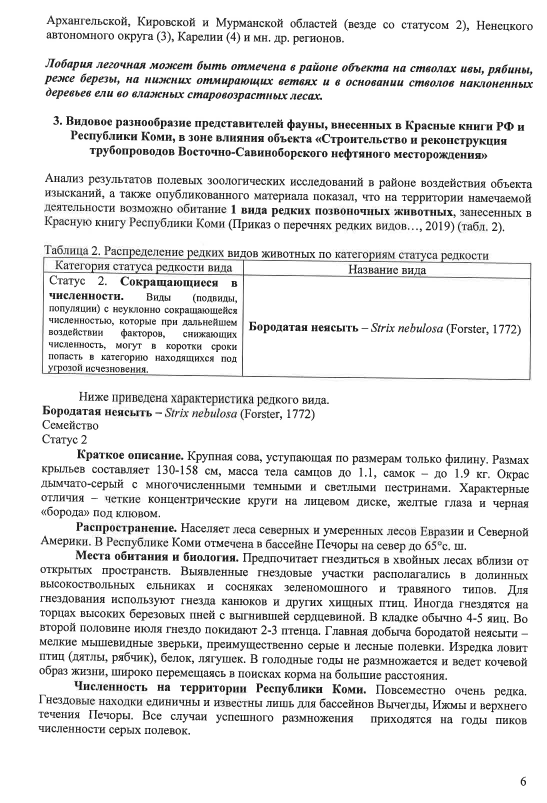 Архангельской, Кировской и Мурманской областей (везде со статусом 2), Ненецкого
автономного округа (3), Карелии (4) и мн. др. регионов.
Лобария легочная может быть отмечена в районе объекта на стволах ивы, рябины,
реже березы, на нижних отмирающих ветвях и в основании стволов наклоненных
деревьев ели во влажных старовозрастных лесах.
3. Видовое разнообразие представителей фауны, внесенных в Красные книги РФ и
Республики Коми, в зоне влияния объекта «Строительство и реконструкция
трубопроводов Восточно-Савиноборского нефтяного месторождения»
Анализ результатов полевых зоологических исследований в районе воздействия объекта
изысканий, а также опубликованного материала показал, что на территории намечаемой
деятельности возможно обитание 1 вида редких позвоночных животных, занесенных в
Красную книгу Республики Коми (Приказ о перечнях редких видов…, 2019) (табл. 2).
Таблица 2. Распределение редких видов животных по категориям статуса редкости
Категория статуса редкости вида
Название вида
Статус 2. Сокращающиеся в
численности. Виды (подвиды,
популяции) с неуклонно сокращающейся
численностью, которые при дальнейшем
воздействии факторов, снижающих
численность, могут в короткие сроки
попасть в категорию находящихся под
угрозой исчезновения.
Бородатая неясыть – Strix nebulosa (Forster, 1772)
Ниже приведена характеристика редкого вида.
Бородатая неясыть – Strix nebulosa (Forster, 1772)
Семейство
Статус 2
Краткое описание. Крупная сова, уступающая по размерам только филину. Размах
крыльев составляет 130-158 см, масса тела самцов до 1.1, самок – до 1.9 кг. Окрас
дымчато-серый с многочисленными темными и светлыми пестринами. Характерные
отличия – четкие концентрические круги на лицевом диске, желтые глаза и черная
«борода» под клювом.
Распространение. Населяет леса северных и умеренных лесов Евразии и Северной
Америки. В Республике Коми отмечена в бассейне Печоры на север до 65°с. ш.
Места обитания и биология. Предпочитает гнездиться в хвойных лесах вблизи от
открытых пространств. Выявленные гнездовые участки располагались в долинных
высокоствольных ельниках и сосняках зеленомошного и травяного типов. Для
гнездования используют гнезда канюков и других хищных птиц. Иногда гнездятся на
торцах высоких березовых пней с выгнившей сердцевиной. В кладке обычно 4-5 яиц. Во
второй половине июля гнездо покидают 2-3 птенца. Главная добыча бородатой неясыти –
мелкие мышевидные зверьки, преимущественно серые и лесные полевки. Изредка ловит
птиц (дятлы, рябчик), белок, лягушек. В голодные годы не размножается и ведет кочевой
образ жизни, широко перемещаясь в поисках корма на большие расстояния.
Численность на территории Республики Коми. Повсеместно очень редка.
Гнездовые находки единичны и известны лишь для бассейнов Вычегды, Ижмы и верхнего
течения Печоры. Все случаи успешного размножения приходятся на годы пиков
численности серых полевок.
6